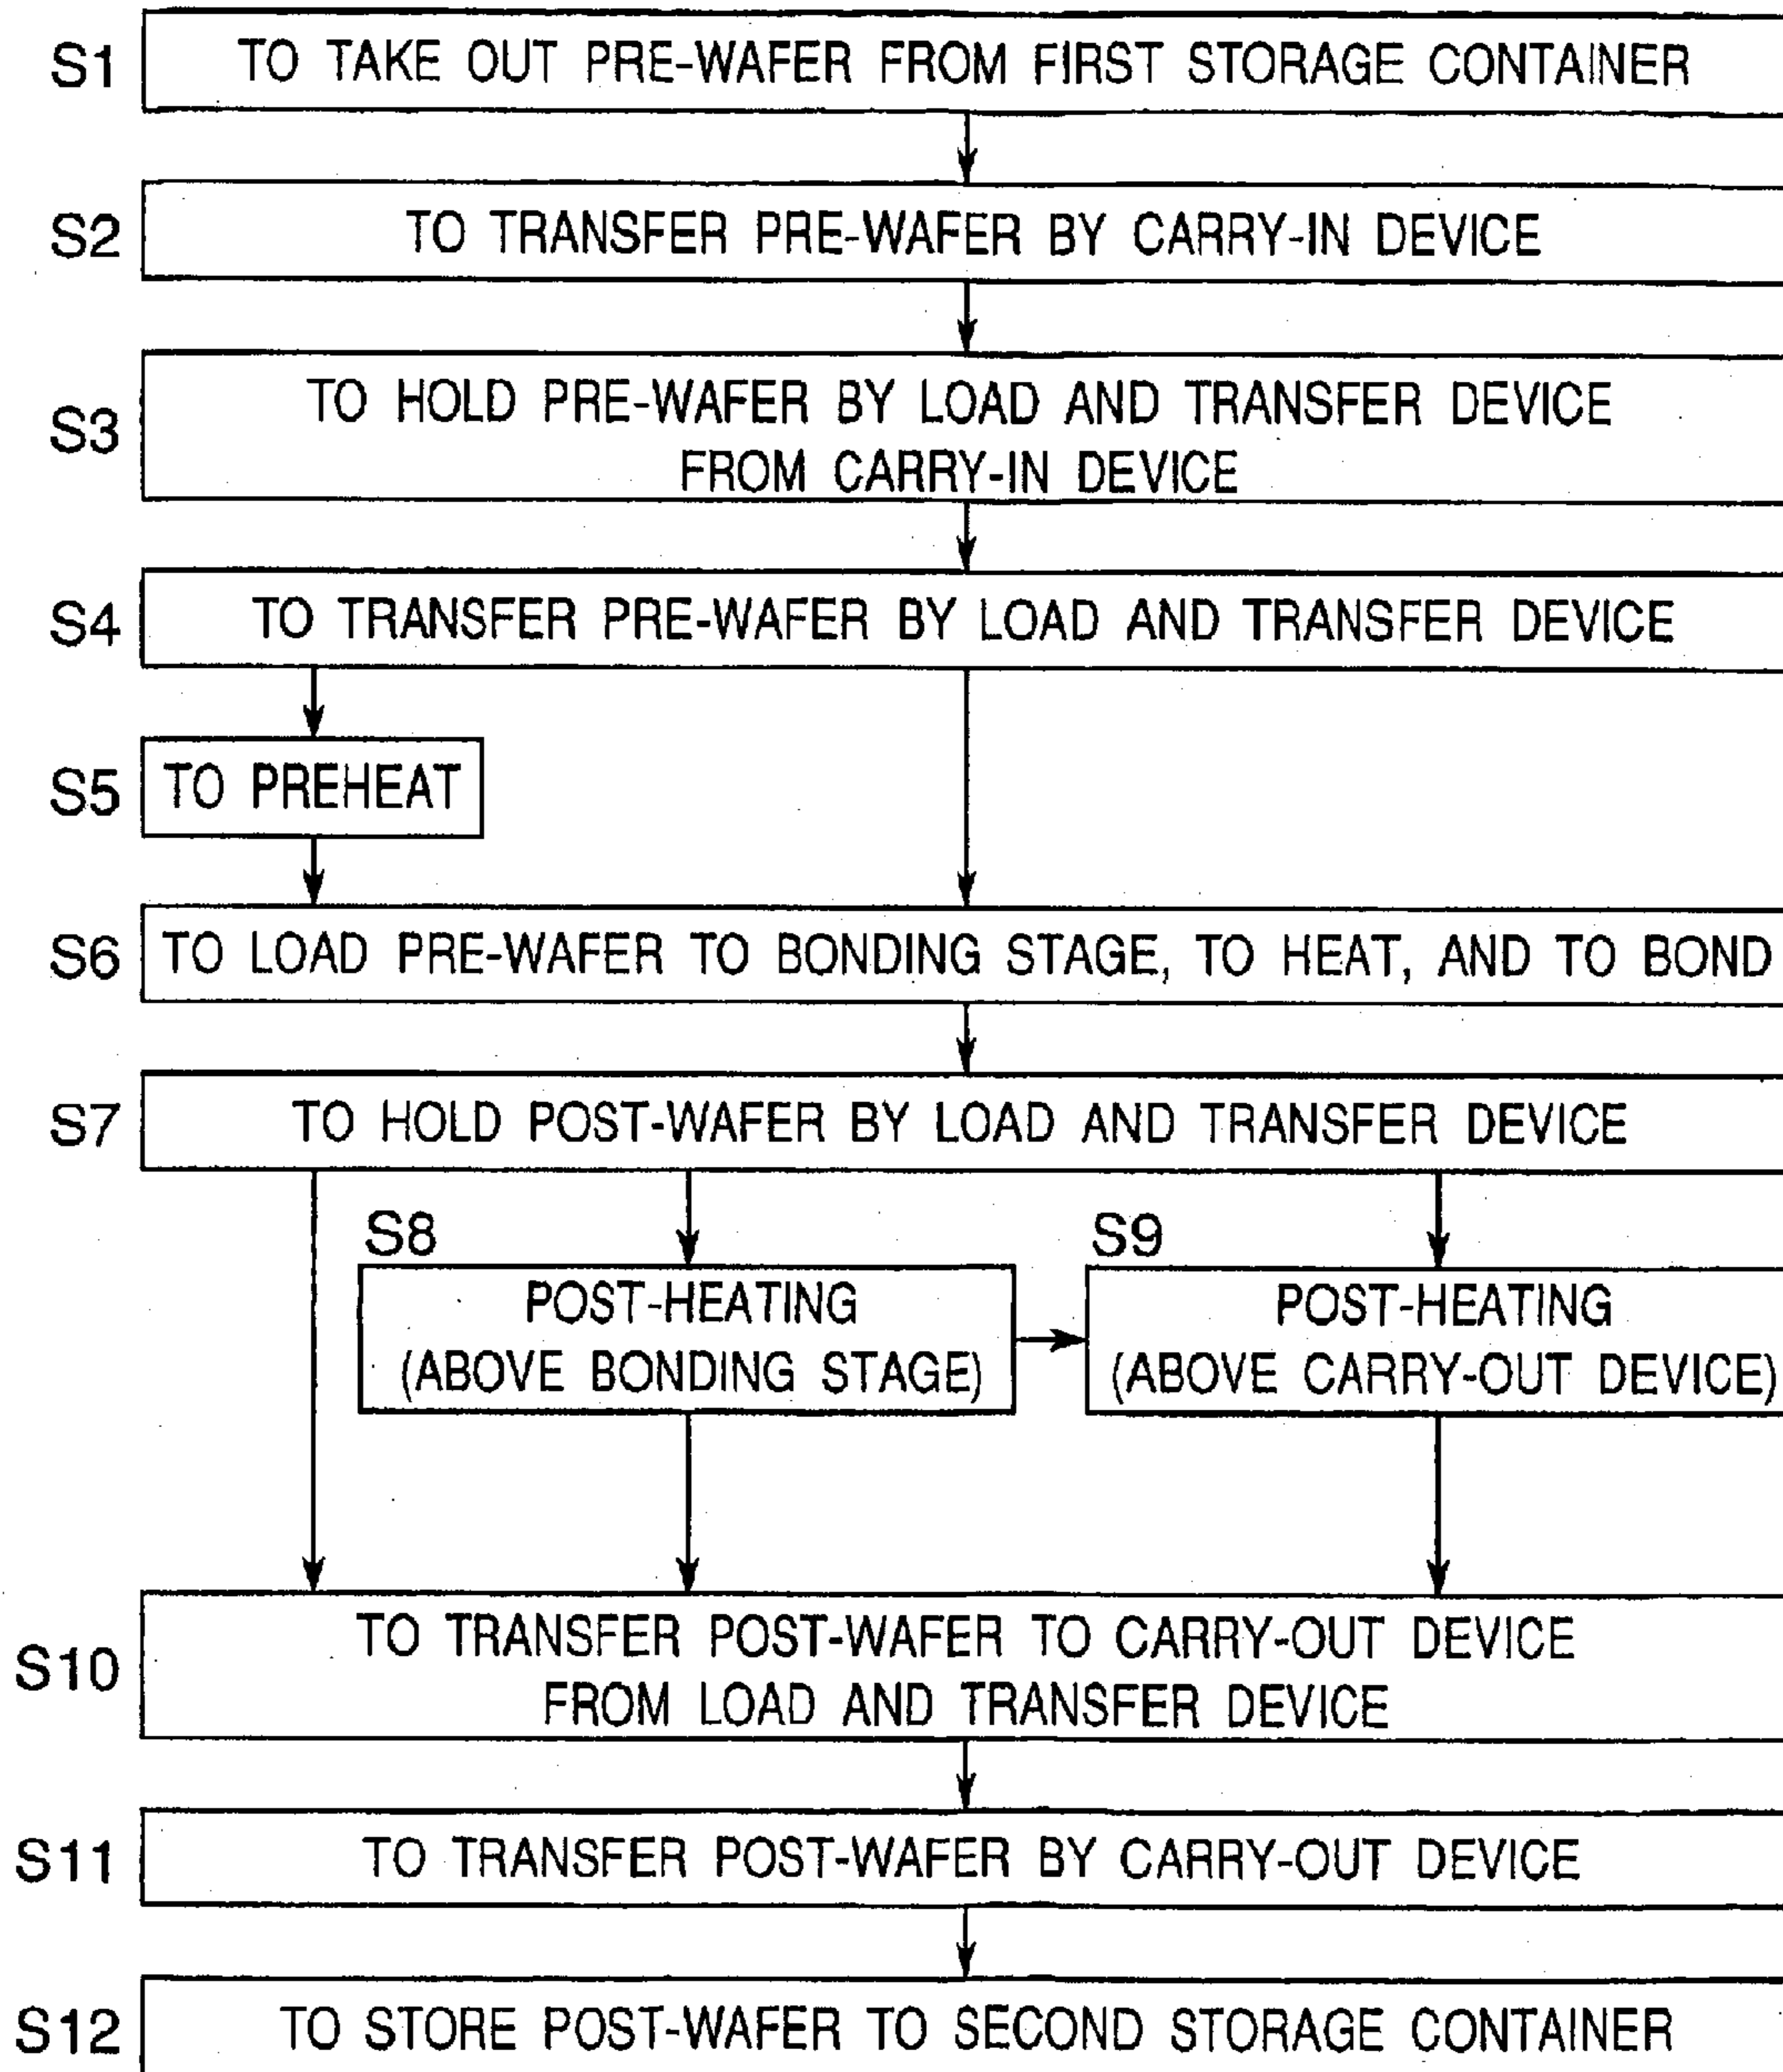 S1 TO TAKE OUT PRE-WAFER FROM FIRST STORAGE CONTAINER
S2 TO TRANSFER PRE-WAFER BY CARRY-IN DEVICE
S3 TO HOLD PRE-WAFER BY LOAD AND TRANSFER DEVICE
FROM CARRY-IN DEVICE
S4 TO TRANSFER PRE-WAFER BY LOAD AND TRANSFER DEVICE
S5 TO PREHEAT
S6 TO LOAD PRE-WAFER TO BONDING STAGE, TO HEAT, AND TO BOND
S7 TO HOLD POST-WAFER BY LOAD AND TRANSFER DEVICE
S8
POST-HEATING
(ABOVE BONDING STAGE)
S9
POST-HEATING
(ABOVE CARRY-OUT DEVICE)
S10 TO TRANSFER POST-WAFER TO CARRY-OUT DEVICE
FROM LOAD AND TRANSFER DEVICE
S11 TO TRANSFER POST-WAFER BY CARRY-OUT DEVICE
S12 TO STORE POST-WAFER TO SECOND STORAGE CONTAINER